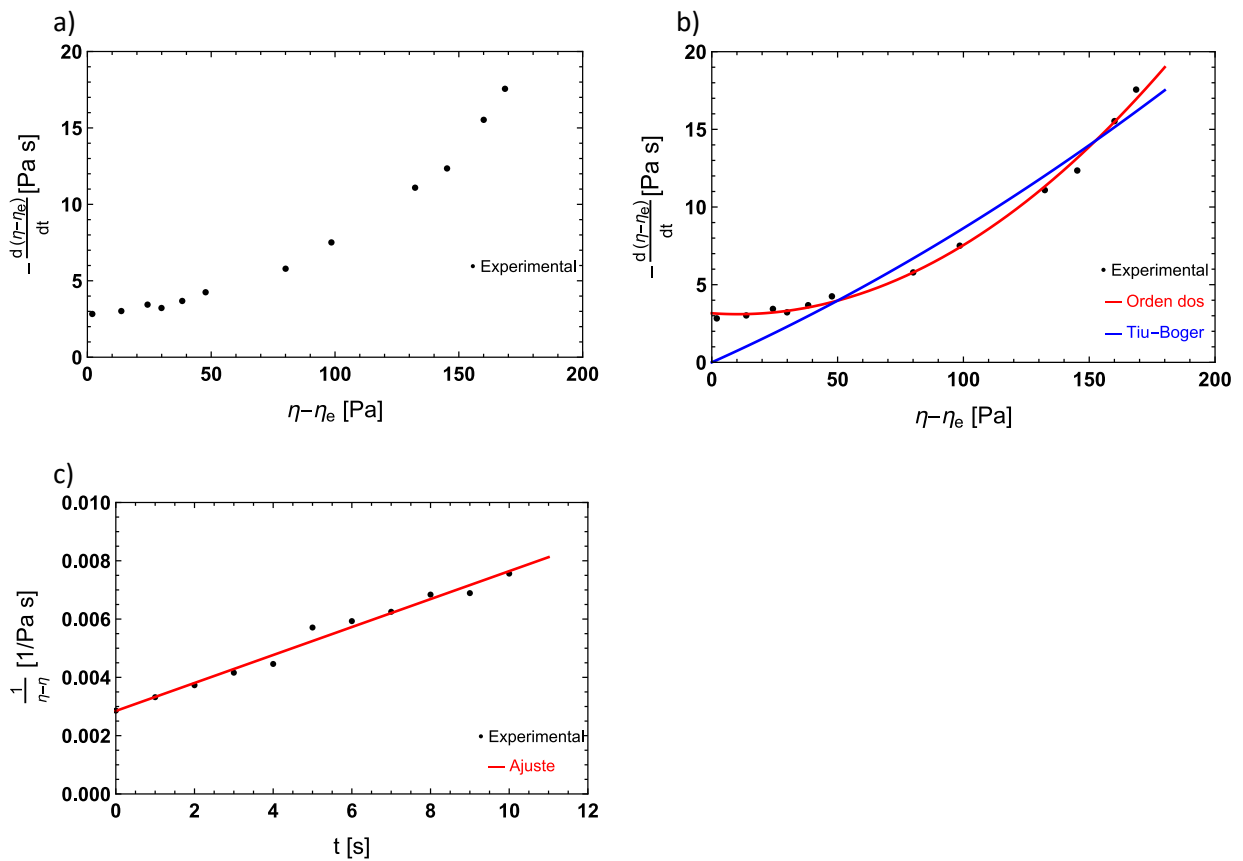 a)
20
15
10
5
0
0
50
100
150
200
− d(η−ηₑ)/dt [Pa s]
Experimental
η−ηₑ [Pa]
b)
20
15
10
5
0
0
50
100
150
200
− d(η−ηₑ)/dt [Pa s]
Experimental
Orden dos
Tiu−Boger
η−ηₑ [Pa]
c)
0.010
0.008
0.006
0.004
0.002
0.000
0
2
4
6
8
10
12
1/η−η [1/Pa s]
Experimental
Ajuste
t [s]